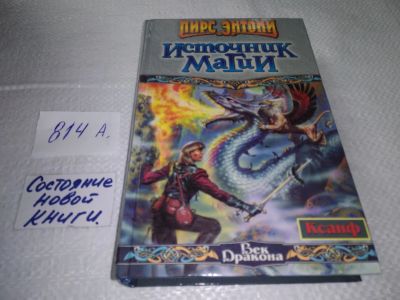 ПИРС ЭНТОНИ
ИСТОЧНИК
МАГИИ
Ксанф
Век
Дракона
814 А.
Состояние
новой
книги.